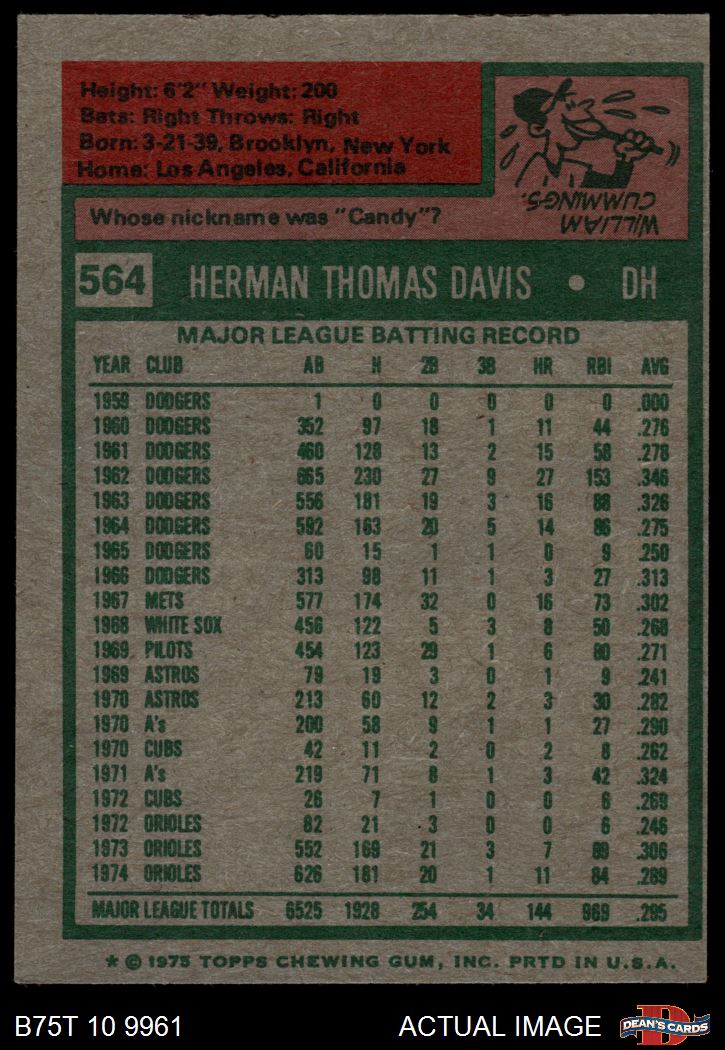 Height: 6'2" Weight: 200
Bats: Right Throws: Right
Born: 3-21-39, Brooklyn, New York
Home: Los Angeles, California
Whose nickname was "Candy"?
WILLIAM
CUMMINGS.
564 HERMAN THOMAS DAVIS • DH
MAJOR LEAGUE BATTING RECORD
YEAR CLUB AB H 2B 3B HR RBI AVG
1959 DODGERS 1 0 0 0 0 0 .000
1960 DODGERS 352 97 18 1 11 44 .276
1961 DODGERS 460 128 13 2 15 58 .278
1962 DODGERS 665 230 27 9 27 153 .346
1963 DODGERS 556 181 19 3 16 88 .326
1964 DODGERS 592 163 20 5 14 86 .275
1965 DODGERS 60 15 1 1 0 9 .250
1966 DODGERS 313 98 11 1 3 27 .313
1967 METS 577 174 32 0 16 73 .302
1968 WHITE SOX 456 122 5 3 8 50 .268
1969 PILOTS 454 123 29 1 6 80 .271
1969 ASTROS 79 19 3 0 1 9 .241
1970 ASTROS 213 60 12 2 3 30 .282
1970 A's 200 58 9 1 1 27 .290
1970 CUBS 42 11 2 0 2 8 .262
1971 A's 219 71 8 1 3 42 .324
1972 CUBS 26 7 1 0 0 6 .269
1972 ORIOLES 82 21 3 0 0 6 .246
1973 ORIOLES 552 169 21 3 7 89 .306
1974 ORIOLES 626 181 20 1 11 84 .289
MAJOR LEAGUE TOTALS 6525 1928 254 34 144 969 .295
* © 1975 TOPPS CHEWING GUM, INC. PRTD IN U.S.A.
B75T 10 9961 ACTUAL IMAGE DEAN'S CARDS